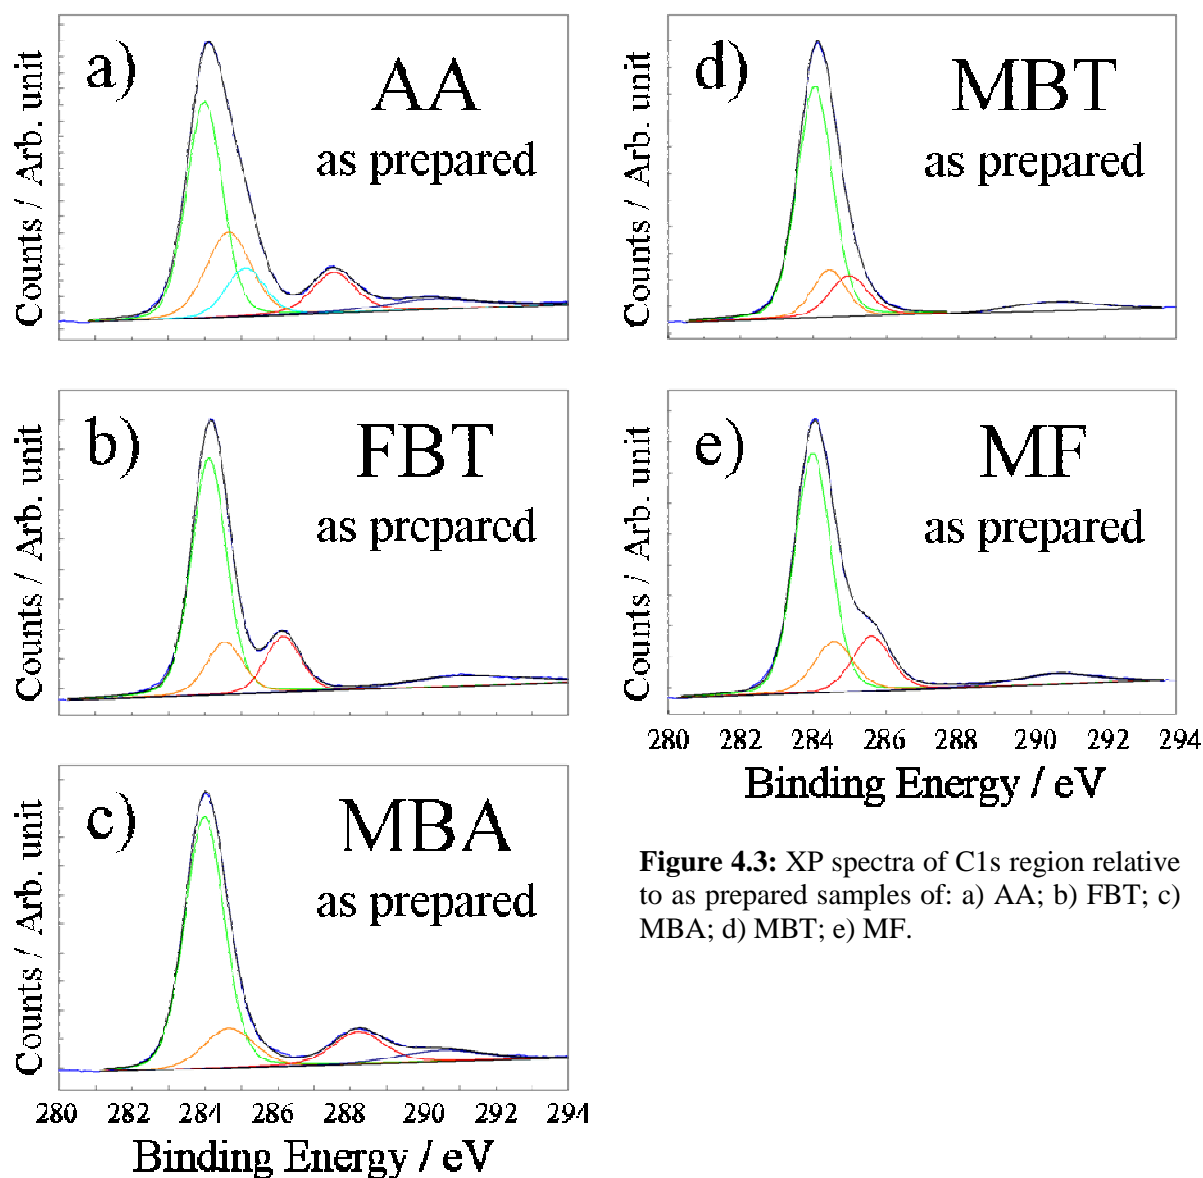 a)
AA
as prepared
Counts / Arb. unit
b)
FBT
as prepared
Counts / Arb. unit
c)
MBA
as prepared
Counts / Arb. unit
280 282 284 286 288 290 292 294
Binding Energy / eV
d)
MBT
as prepared
Counts / Arb. unit
e)
MF
as prepared
Counts / Arb. unit
280 282 284 286 288 290 292 294
Binding Energy / eV
Figure 4.3: XP spectra of C1s region relative
to as prepared samples of: a) AA; b) FBT; c)
MBA; d) MBT; e) MF.